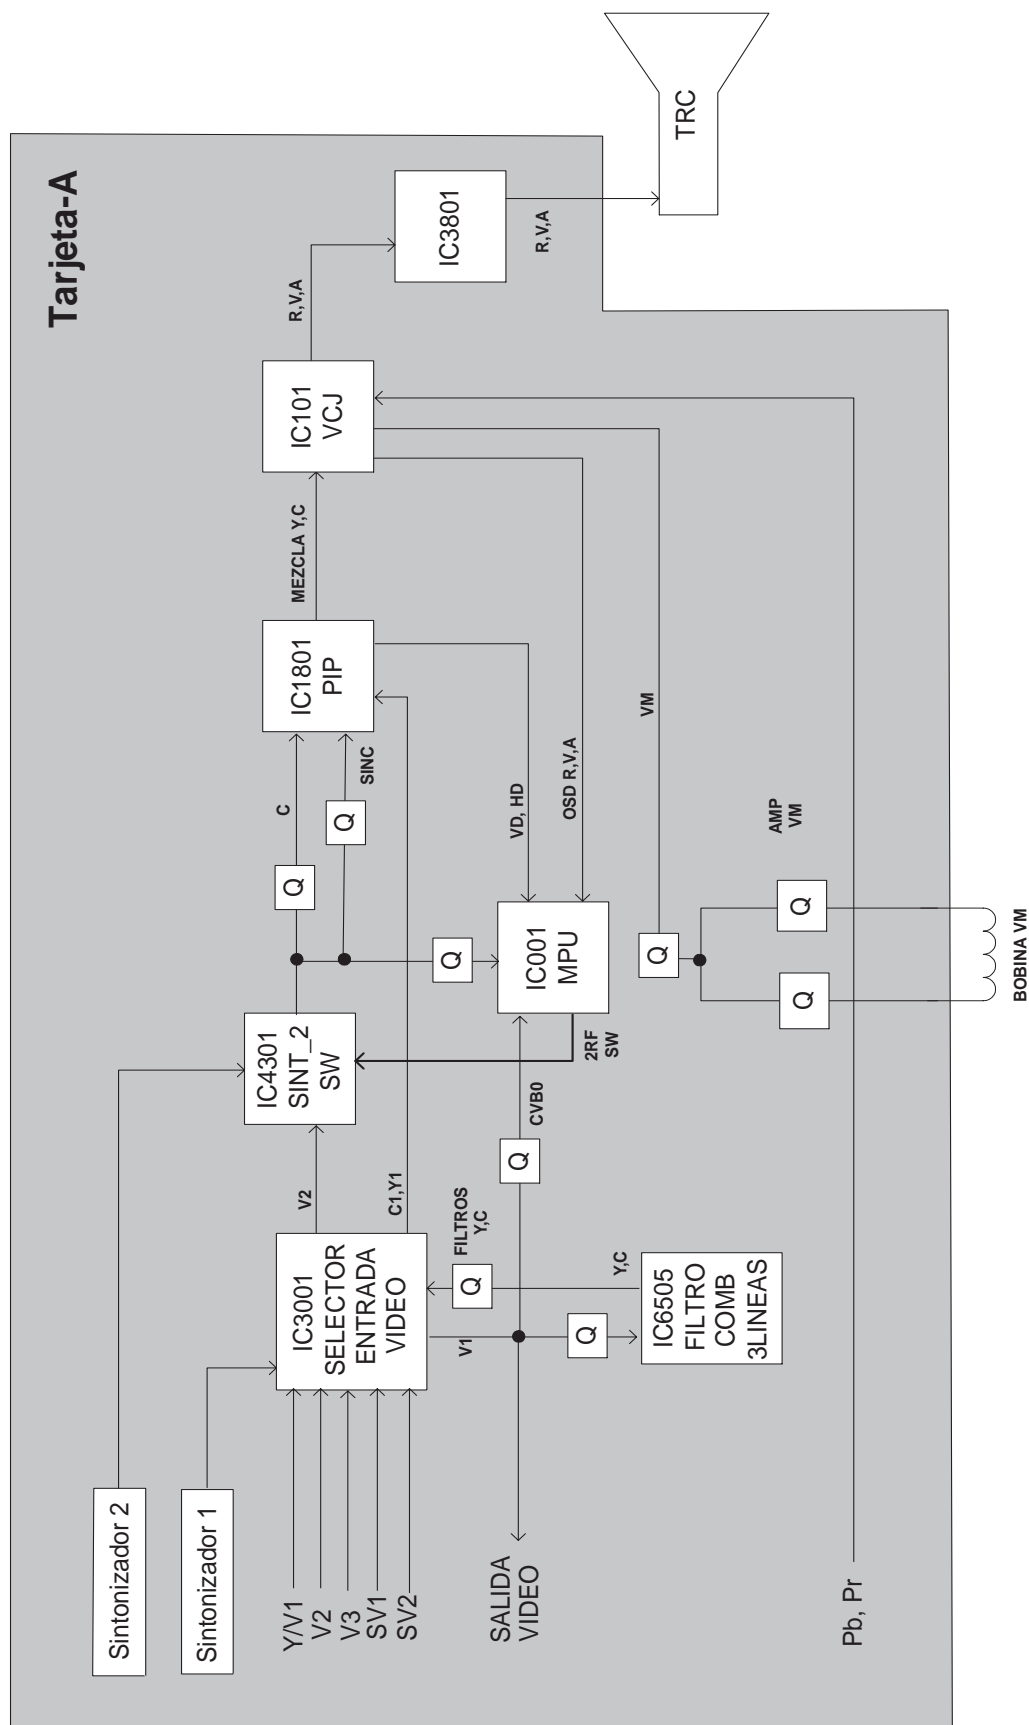 Tarjeta-A
Sintonizador 2
Sintonizador 1
Y/V1
V2
V3
SV1
SV2
SALIDA
VIDEO
Pb, Pr
IC3001
SELECTOR
ENTRADA
VIDEO
V2
C1,Y1
V1
FILTROS
Y,C
Q
Y,C
Q
IC6505
FILTRO
COMB
3LINEAS
Q
CVB0
IC4301
SINT_2
SW
2RF
SW
IC001
MPU
Q
Q
C
Q
SINC
IC1801
PIP
VD, HD
OSD R,V,A
MEZCLA Y,C
IC101
VCJ
VM
Q
Q
Q
AMP
VM
BOBINA VM
R,V,A
IC3801
R,V,A
TRC